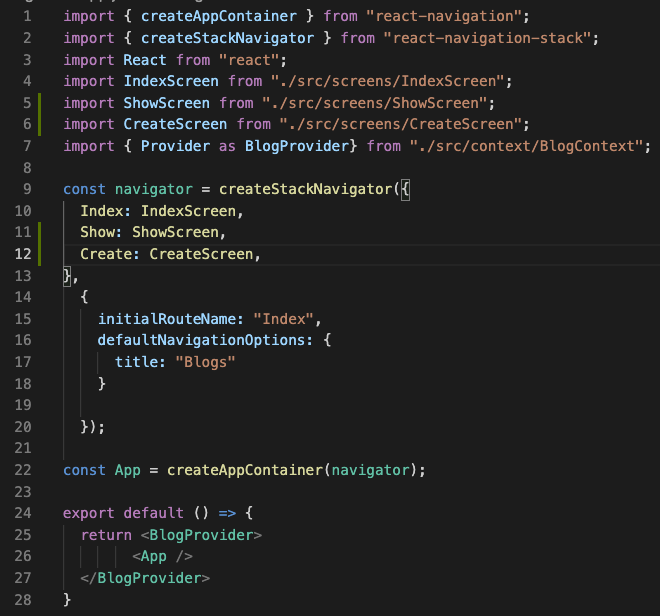 1 import { createAppContainer } from "react-navigation";
2 import { createStackNavigator } from "react-navigation-stack";
3 import React from "react";
4 import IndexScreen from "./src/screens/IndexScreen";
5 import ShowScreen from "./src/screens/ShowScreen";
6 import CreateScreen from "./src/screens/CreateScreen";
7 import { Provider as BlogProvider} from "./src/context/BlogContext";
8
9 const navigator = createStackNavigator({
10   Index: IndexScreen,
11   Show: ShowScreen,
12   Create: CreateScreen,
13 },
14   {
15     initialRouteName: "Index",
16     defaultNavigationOptions: {
17       title: "Blogs"
18     }
19
20   });
21
22 const App = createAppContainer(navigator);
23
24 export default () => {
25   return <BlogProvider>
26         <App />
27   </BlogProvider>
28 }